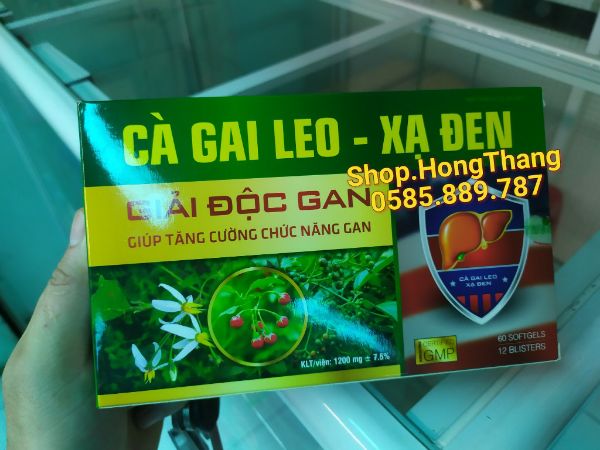 CÀ GAI LEO - XẠ ĐEN
Shop.HongThang
0585.889.787
GIẢI ĐỘC GAN
GIÚP TĂNG CƯỜNG CHỨC NĂNG GAN
CÀ GAI LEO
XẠ ĐEN
KLT/viên: 1200 mg ± 7.5%
GMP
60 SOFTGELS
12 BLISTERS